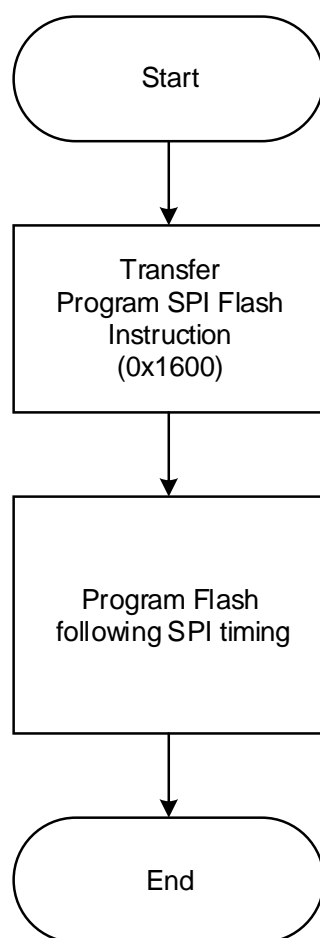 Start
Transfer
Program SPI Flash
Instruction
(0x1600)
Program Flash
following SPI timing
End